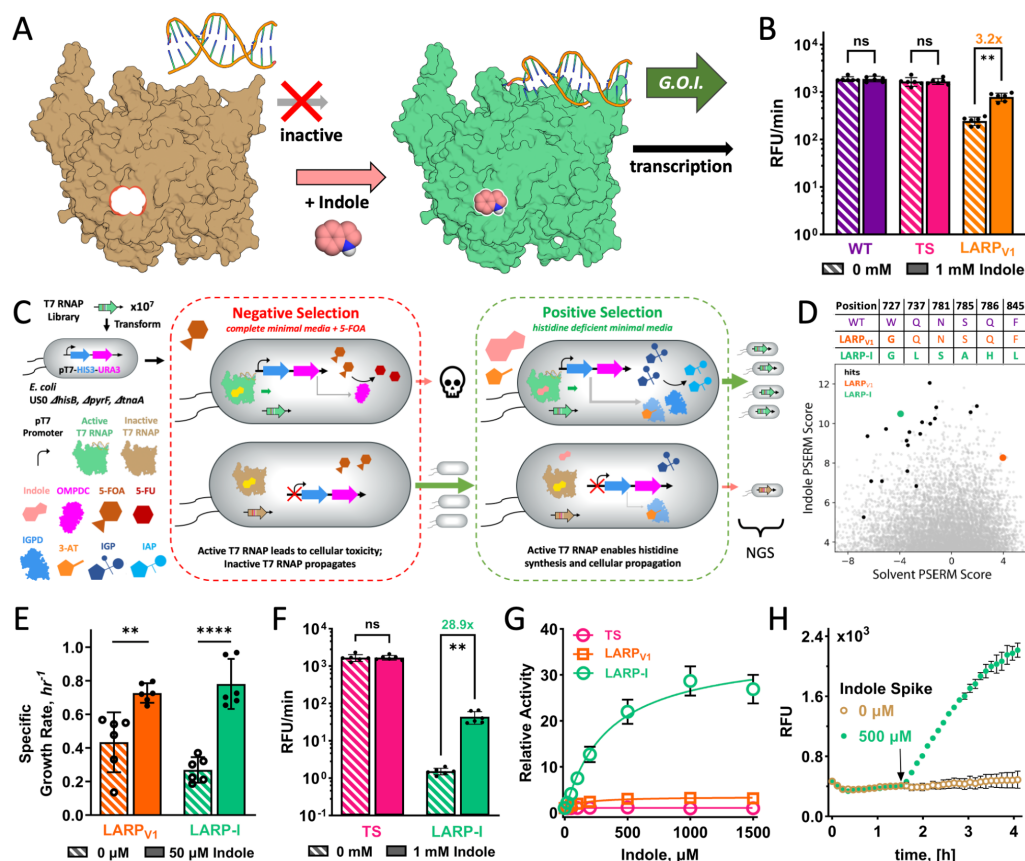 A
inactive
+ Indole
G.O.I.
transcription
B
RFU/min
10⁴
10³
10²
10¹
10⁰
ns
ns
3.2x
**
WT
TS
LARPV1
0 mM
1 mM Indole
C
T7 RNAP
Library
x10⁷
Transform
pT7-HIS3-URA3
E. coli
US0 ΔhisB, ΔpyrF, ΔtnaA
pT7
Promoter
Active
T7 RNAP
Inactive
T7 RNAP
Indole
OMPDC
5-FOA
5-FU
IGPD
3-AT
IGP
IAP
Negative Selection
complete minimal media + 5-FOA
Active T7 RNAP leads to cellular toxicity;
Inactive T7 RNAP propagates
Positive Selection
histidine deficient minimal media
Active T7 RNAP enables histidine
synthesis and cellular propagation
NGS
D
Position 727 737 781 785 786 845
WT W Q N S Q F
LARPV1 G Q N S Q F
LARP-I G L S A H L
hits
LARPV1
LARP-I
Indole PSERM Score
12
10
8
6
4
-8 -4 0 4
Solvent PSERM Score
E
Specific
Growth Rate, hr⁻¹
1.0
0.8
0.6
0.4
0.2
0.0
**
****
LARPV1
LARP-I
0 µM
50 µM Indole
F
RFU/min
10⁴
10³
10²
10¹
10⁰
10⁻¹
ns
28.9x
**
TS
LARP-I
0 mM
1 mM Indole
G
Relative Activity
40
30
20
10
0
TS
LARPV1
LARP-I
0 500 1000 1500
Indole, µM
H
x10³
RFU
2.4
1.8
1.2
0.6
0.0
Indole Spike
0 µM
500 µM
0 1 2 3 4
time, [h]